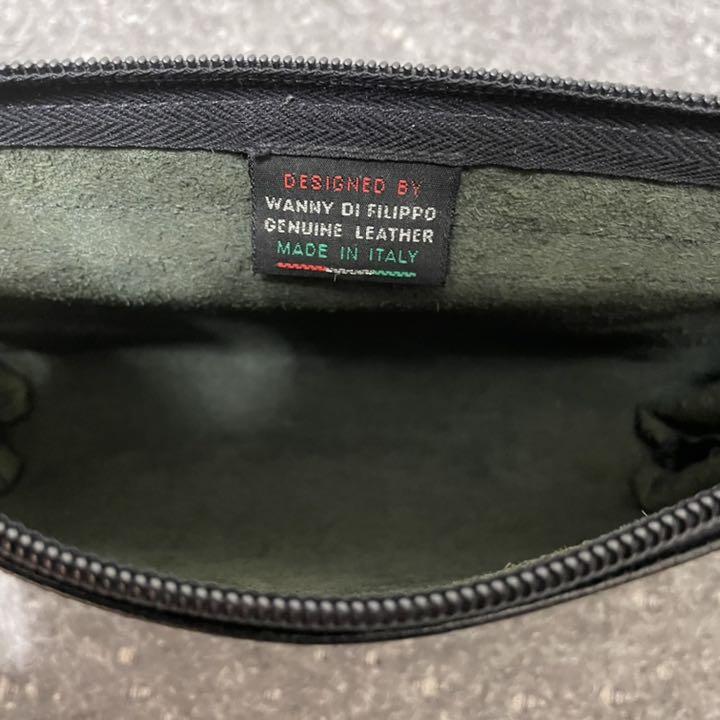 DESIGNED BY
WANNY DI FILIPPO
GENUINE LEATHER
MADE IN ITALY